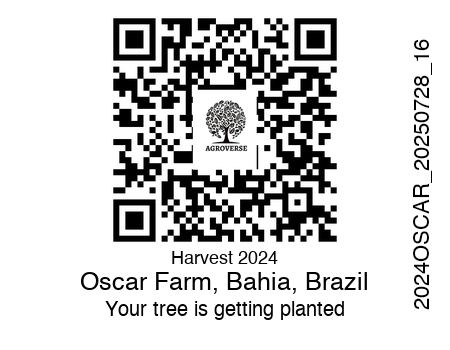 AGROVERSE
Harvest 2024
Oscar Farm, Bahia, Brazil
Your tree is getting planted
2024OSCAR_20250728_16